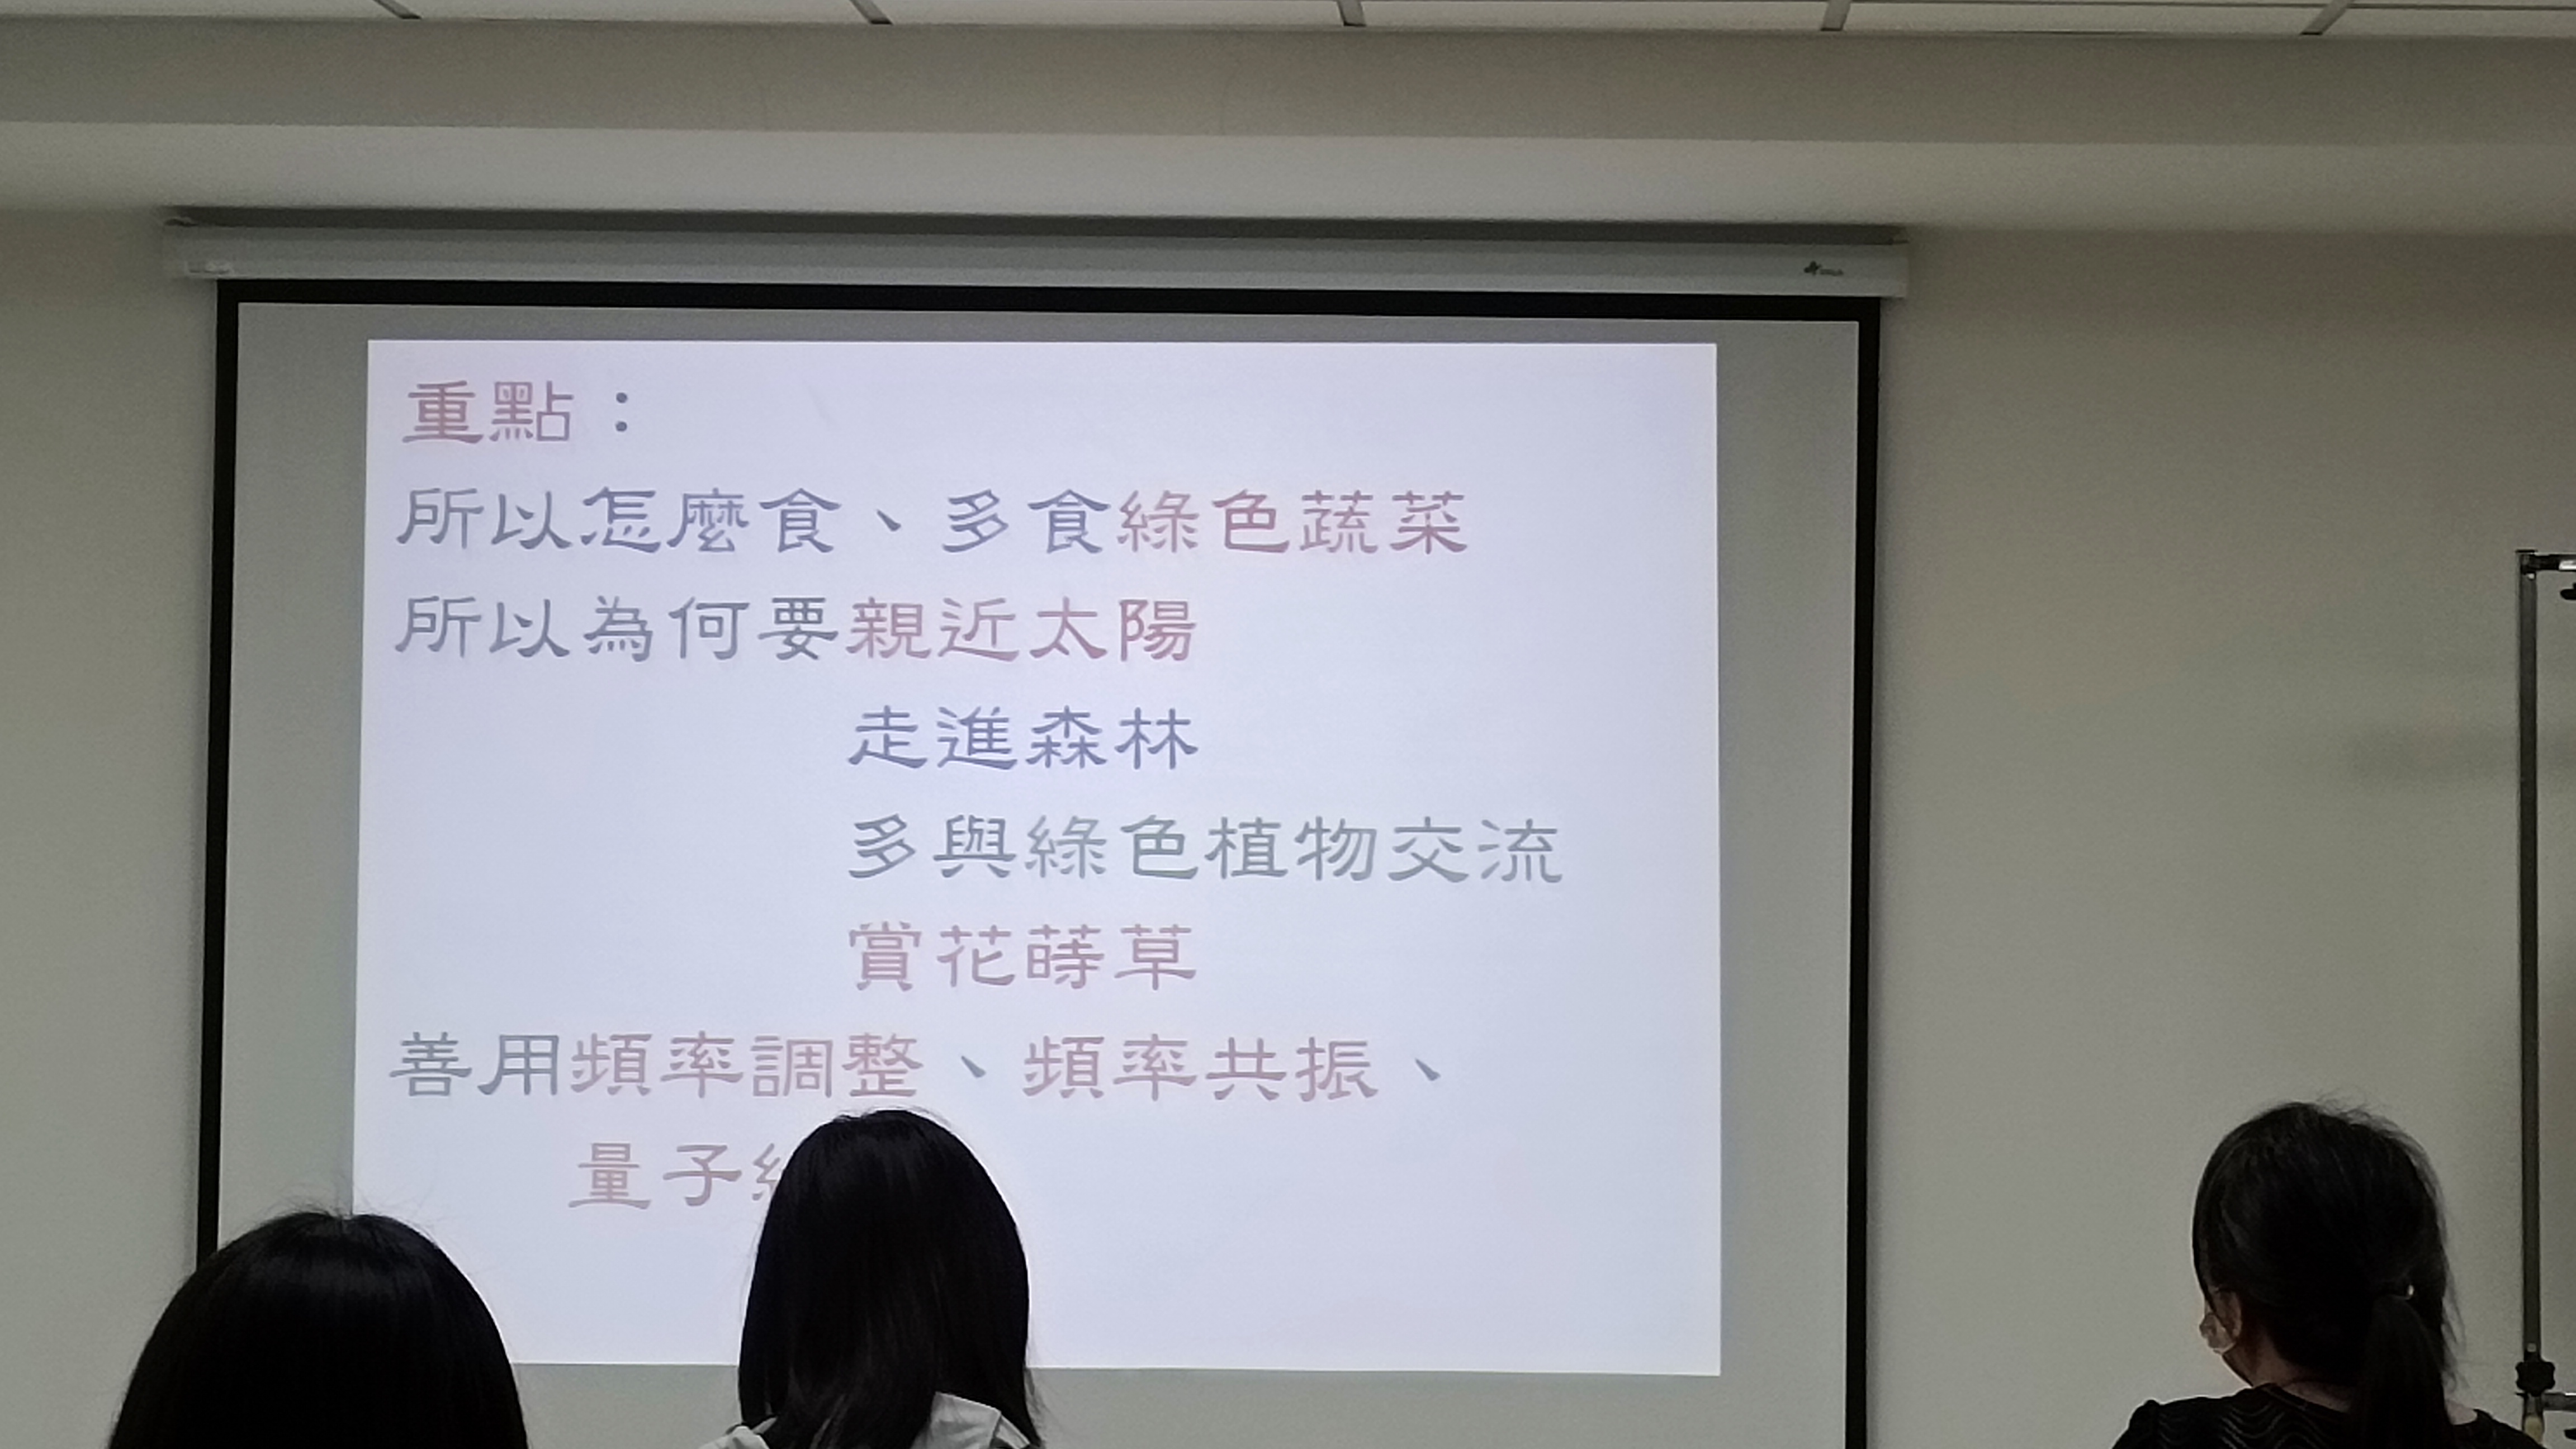 重點：
所以怎麼食、多食綠色蔬菜
所以為何要親近太陽
走進森林
多與綠色植物交流
賞花蒔草
善用頻率調整、頻率共振、
量子